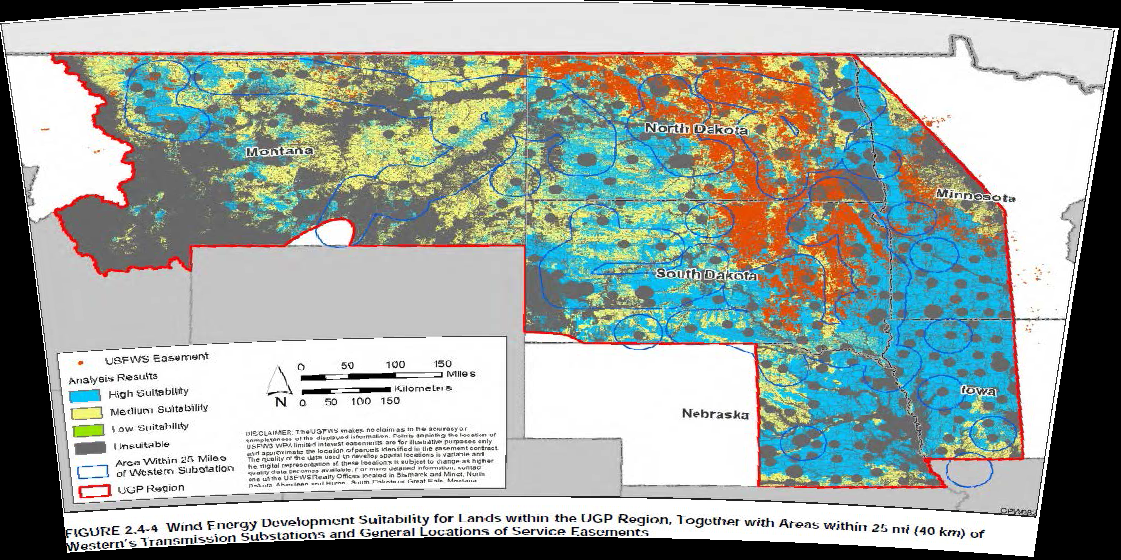 North Dakota
Montana
Minnesota
South Dakota
Iowa
Nebraska
USFWS Easement
Analysis Results
High Suitability
Medium Suitability
Low Suitability
Unsuitable
Area Within 25 Miles
of Western Substation
UGP Region
0 50 100 150
Miles
Kilometers
0 50 100 150
N
DISCLAIMER: The USFWS makes no claim as to the accuracy or
completeness of the displayed information. Points depicting the location of
USFWS WPA limited interest easements are for illustrative purposes only
and approximate the location of parcels identified in the easement contract.
The quality of the data used to develop spatial locations is variable and
the digital representation of these locations is subject to change as higher
quality data becomes available. For more detailed information, contact
one of the USFWS Realty Offices located in Bismarck and Minot, North
Dakota, Aberdeen and Huron, South Dakota or Great Falls, Montana.
FIGURE 2.4-4 Wind Energy Development Suitability for Lands within the UGP Region, Together with Areas within 25 mi (40 km) of
Western's Transmission Substations and General Locations of Service Easements